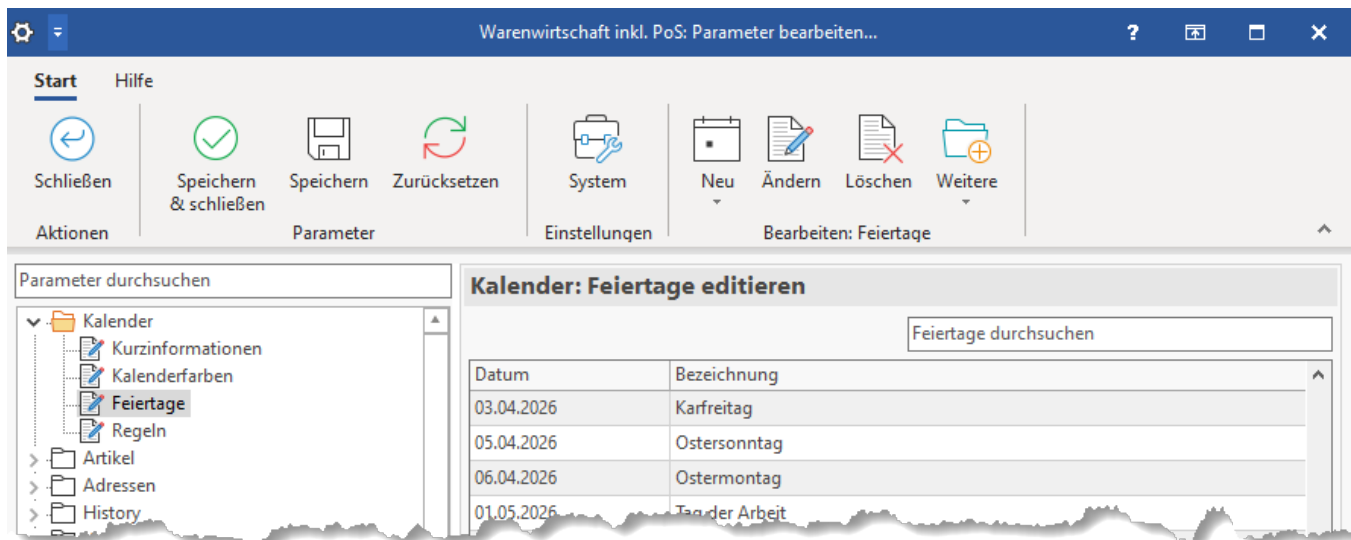 Warenwirtschaft inkl. PoS: Parameter bearbeiten...
?
Start Hilfe
Schließen Speichern Speichern Zurücksetzen System Neu Ändern Löschen Weitere
& schließen
Aktionen Parameter Einstellungen Bearbeiten: Feiertage
Parameter durchsuchen
Kalender
Kurzinformationen
Kalenderfarben
Feiertage
Regeln
Artikel
Adressen
History
Kalender: Feiertage editieren
Feiertage durchsuchen
Datum Bezeichnung
03.04.2026 Karfreitag
05.04.2026 Ostersonntag
06.04.2026 Ostermontag
01.05.2026 Tag der Arbeit